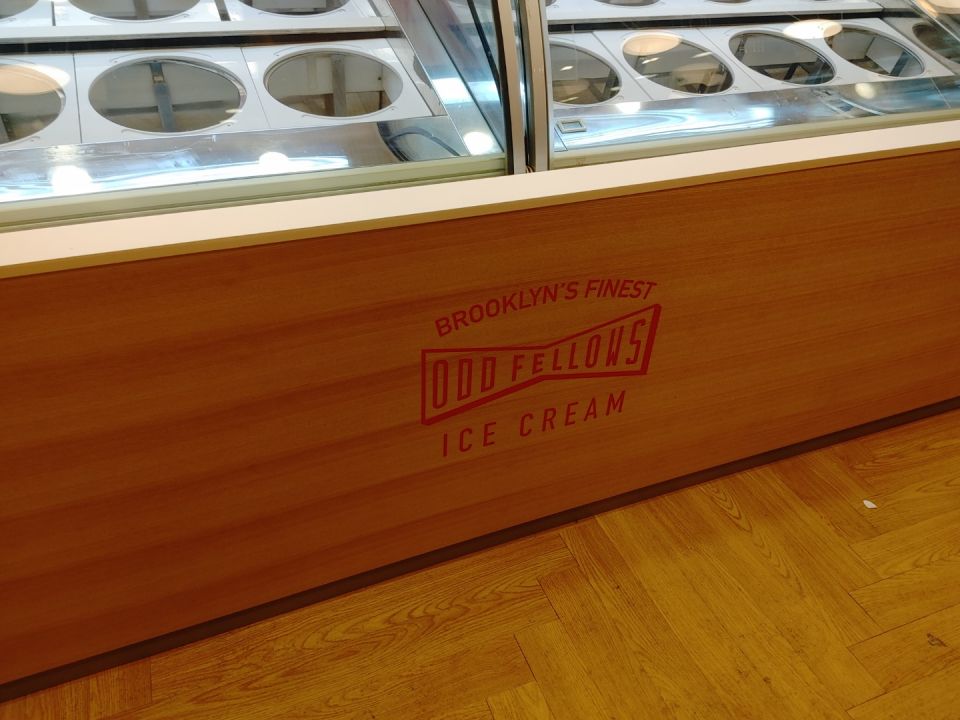 BROOKLYN'S FINEST
ODD FELLOWS
ICE CREAM